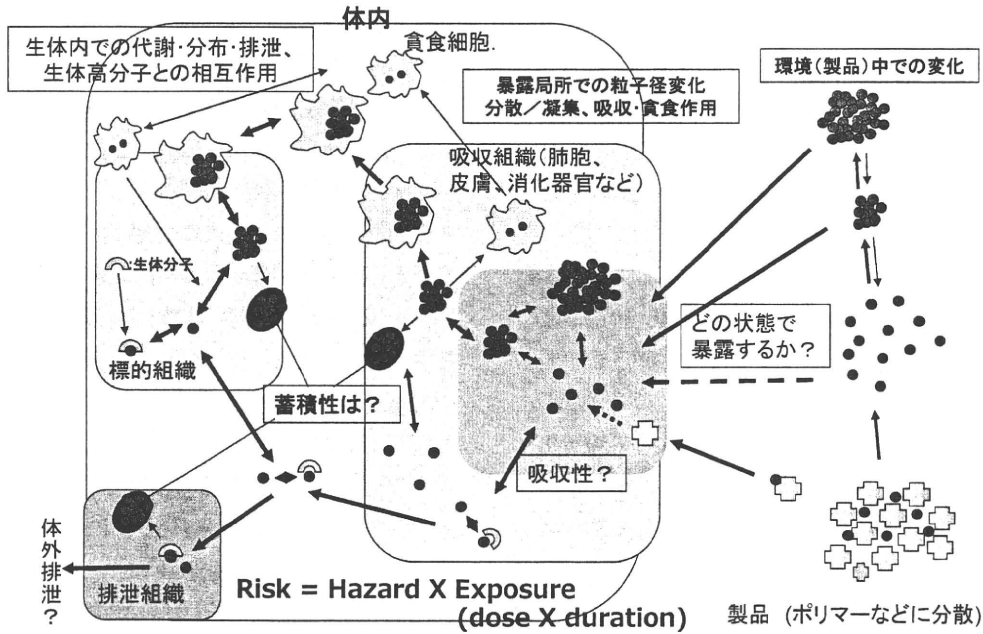 体内
生体内での代謝･分布･排泄、
生体高分子との相互作用
貪食細胞.
暴露局所での粒子径変化
分散／凝集、吸収･貪食作用
環境（製品）中での変化
吸収組織（肺胞、
皮膚、消化器官など）
生体分子
標的組織
どの状態で
暴露するか？
蓄積性は？
吸収性？
体外排泄？
排泄組織
Risk = Hazard X Exposure
(dose X duration)
製品 (ポリマーなどに分散)